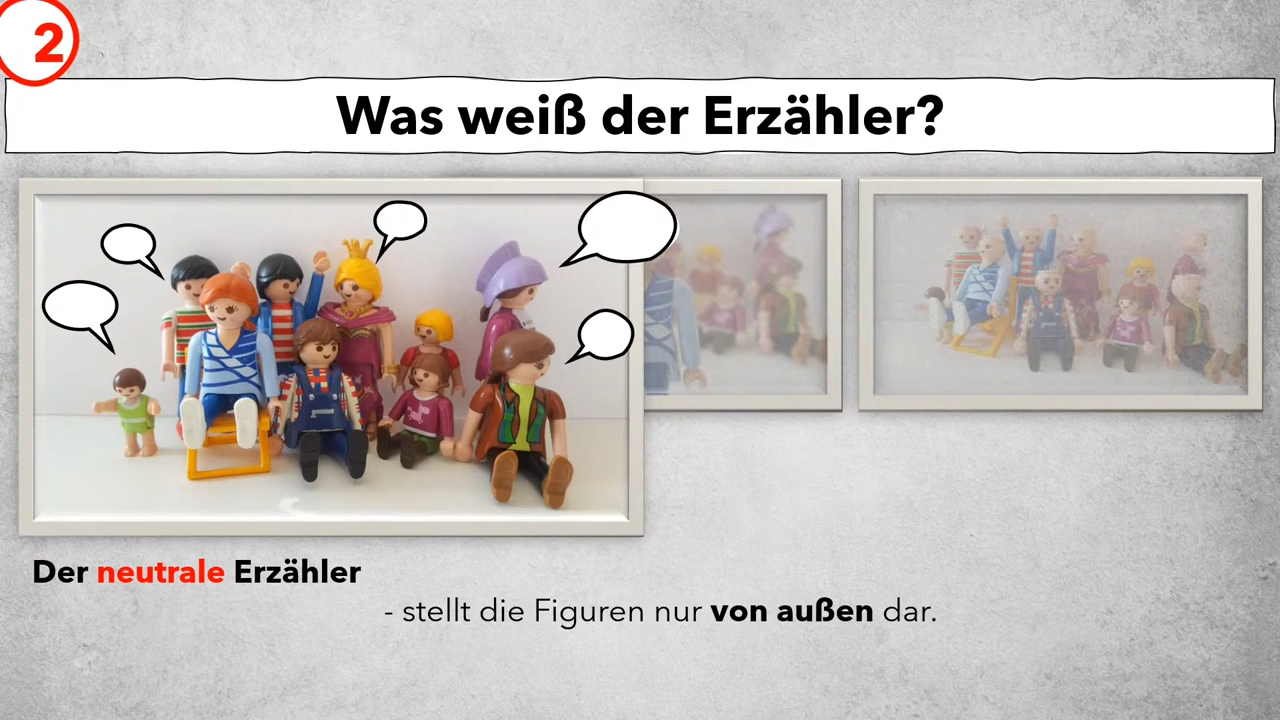 2
Was weiß der Erzähler?
Der neutrale Erzähler
- stellt die Figuren nur von außen dar.